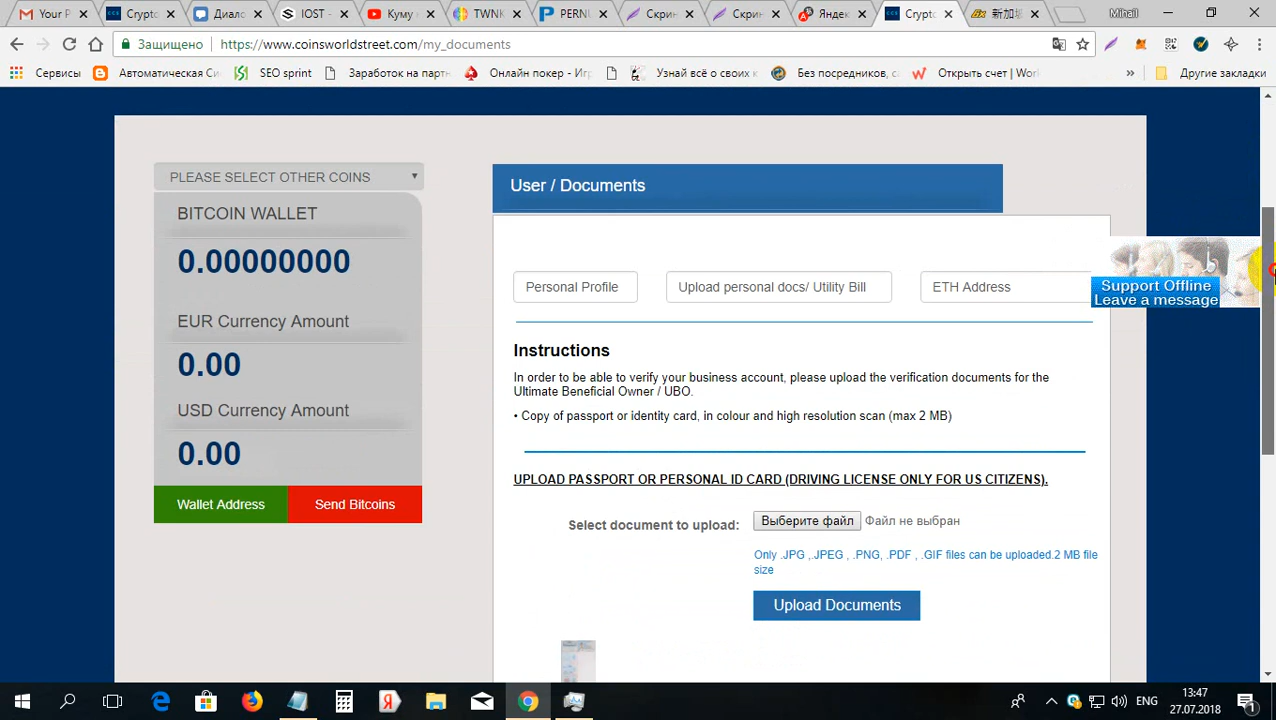 Your P
Crypto
Диало
IOST -
Куму
TWNK
PERNU
Скрин
Скрин
Яндек
Crypto
新加坡
Mihail
Защищено
https://www.coinsworldstreet.com/my_documents
Сервисы
Автоматическая Си
SEO sprint
Заработок на партн
Онлайн покер - Игр
Узнай всё о своих к
Без посредников, са
Открыть счет | Worl
»
Другие закладки
PLEASE SELECT OTHER COINS
BITCOIN WALLET
0.00000000
EUR Currency Amount
0.00
USD Currency Amount
0.00
Wallet Address
Send Bitcoins
User / Documents
Personal Profile
Upload personal docs/ Utility Bill
ETH Address
Support Offline
Leave a message
Instructions
In order to be able to verify your business account, please upload the verification documents for the
Ultimate Beneficial Owner / UBO.
• Copy of passport or identity card, in colour and high resolution scan (max 2 MB)
UPLOAD PASSPORT OR PERSONAL ID CARD (DRIVING LICENSE ONLY FOR US CITIZENS).
Select document to upload:
Выберите файл
Файл не выбран
Only .JPG ,.JPEG , .PNG, .PDF , .GIF files can be uploaded.2 MB file
size
Upload Documents
ENG
13:47
27.07.2018